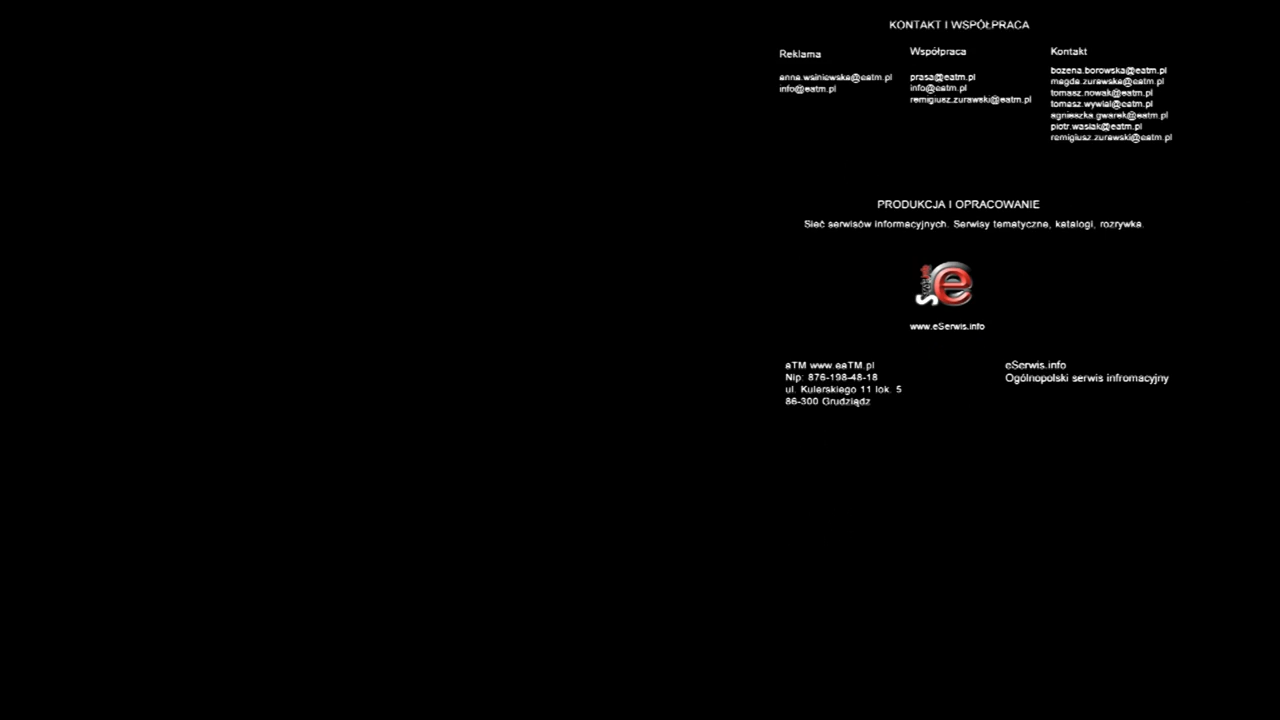 KONTAKT I WSPÓŁPRACA
Reklama
anna.wsiniewska@eatm.pl
info@eatm.pl
Współpraca
prasa@eatm.pl
info@eatm.pl
remigiusz.zurawski@eatm.pl
Kontakt
bozena.borowska@eatm.pl
magda.zurawska@eatm.pl
tomasz.nowak@eatm.pl
tomasz.wywial@eatm.pl
agnieszka.gwarek@eatm.pl
piotr.wasiak@eatm.pl
remigiusz.zurawski@eatm.pl
PRODUKCJA I OPRACOWANIE
Sieć serwisów informacyjnych. Serwisy tematyczne, katalogi, rozrywka.
e
www.eSerwis.info
aTM www.eaTM.pl
Nip: 876-198-48-18
ul. Kulerskiego 11 lok. 5
86-300 Grudziądz
eSerwis.info
Ogólnopolski serwis infromacyjny